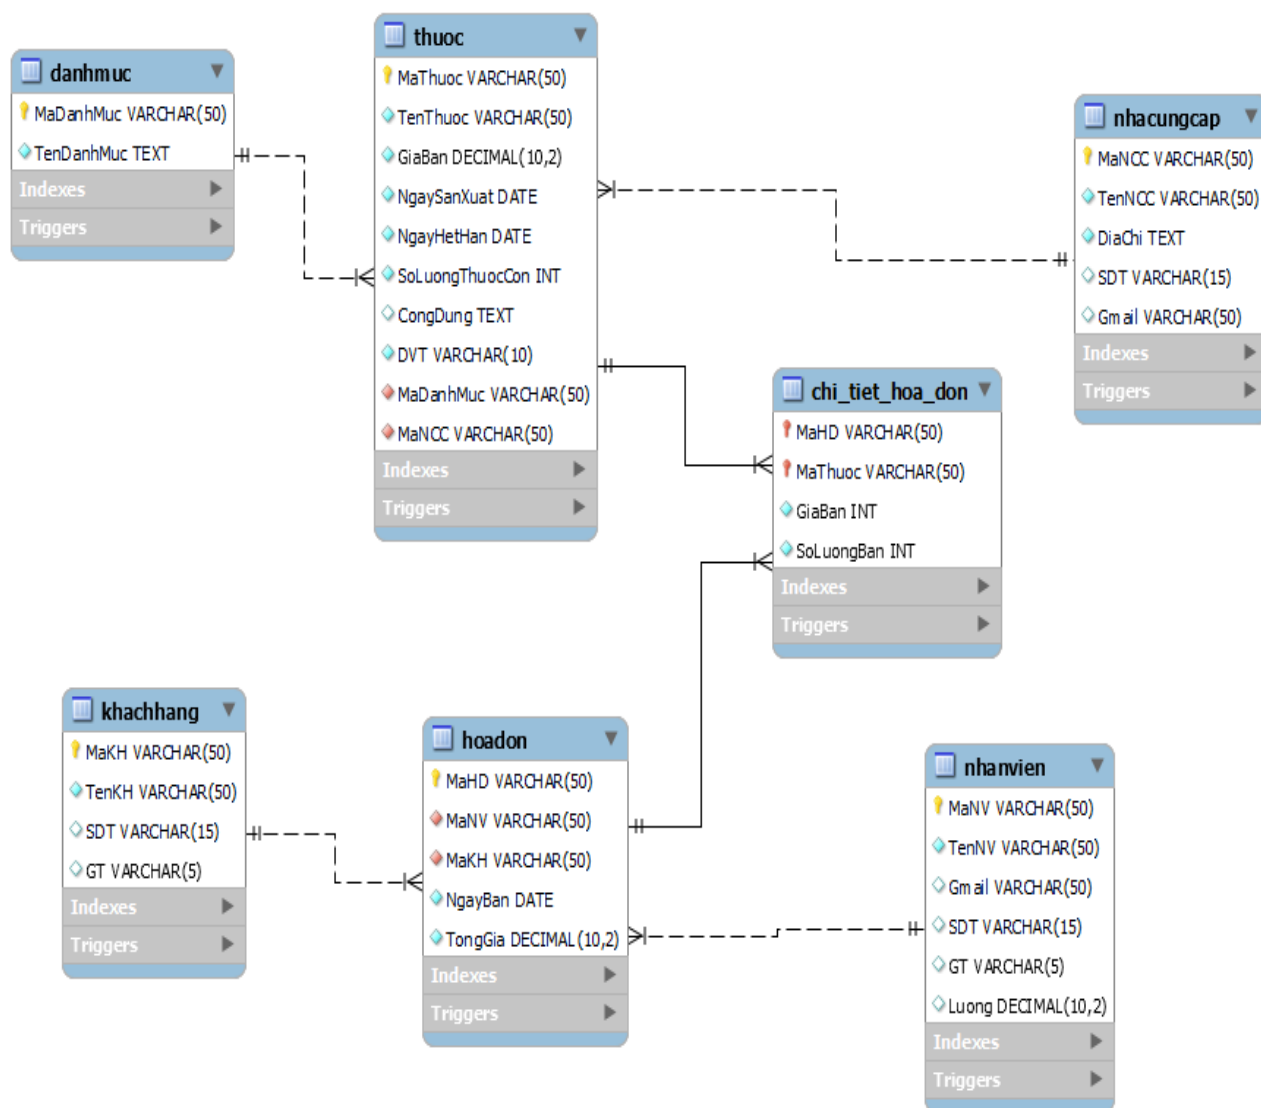 danhmuc
MaDanhMuc VARCHAR(50)
TenDanhMuc TEXT
Indexes
Triggers
thuoc
MaThuoc VARCHAR(50)
TenThuoc VARCHAR(50)
GiaBan DECIMAL(10,2)
NgaySanXuat DATE
NgayHetHan DATE
SoLuongThuocCon INT
CongDung TEXT
DVT VARCHAR(10)
MaDanhMuc VARCHAR(50)
MaNCC VARCHAR(50)
Indexes
Triggers
nhacungcap
MaNCC VARCHAR(50)
TenNCC VARCHAR(50)
DiaChi TEXT
SDT VARCHAR(15)
Gmail VARCHAR(50)
Indexes
Triggers
chi_tiet_hoa_don
MaHD VARCHAR(50)
MaThuoc VARCHAR(50)
GiaBan INT
SoLuongBan INT
Indexes
Triggers
khachhang
MaKH VARCHAR(50)
TenKH VARCHAR(50)
SDT VARCHAR(15)
GT VARCHAR(5)
Indexes
Triggers
hoadon
MaHD VARCHAR(50)
MaNV VARCHAR(50)
MaKH VARCHAR(50)
NgayBan DATE
TongGia DECIMAL(10,2)
Indexes
Triggers
nhanvien
MaNV VARCHAR(50)
TenNV VARCHAR(50)
Gmail VARCHAR(50)
SDT VARCHAR(15)
GT VARCHAR(5)
Luong DECIMAL(10,2)
Indexes
Triggers